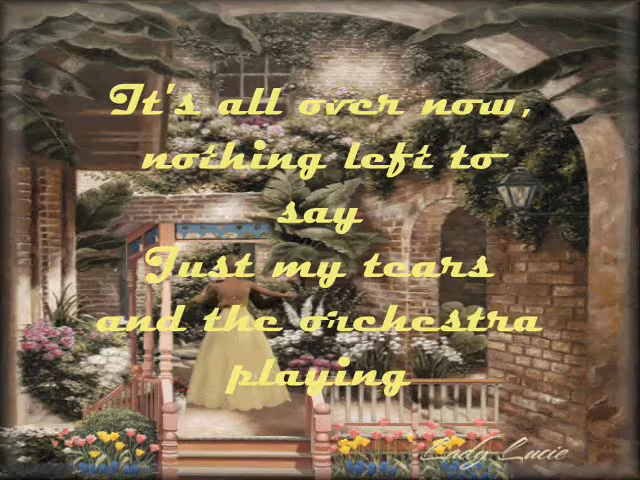 It's all over now,
nothing left to
say
Just my tears
and the orchestra
playing
Lady Lucie